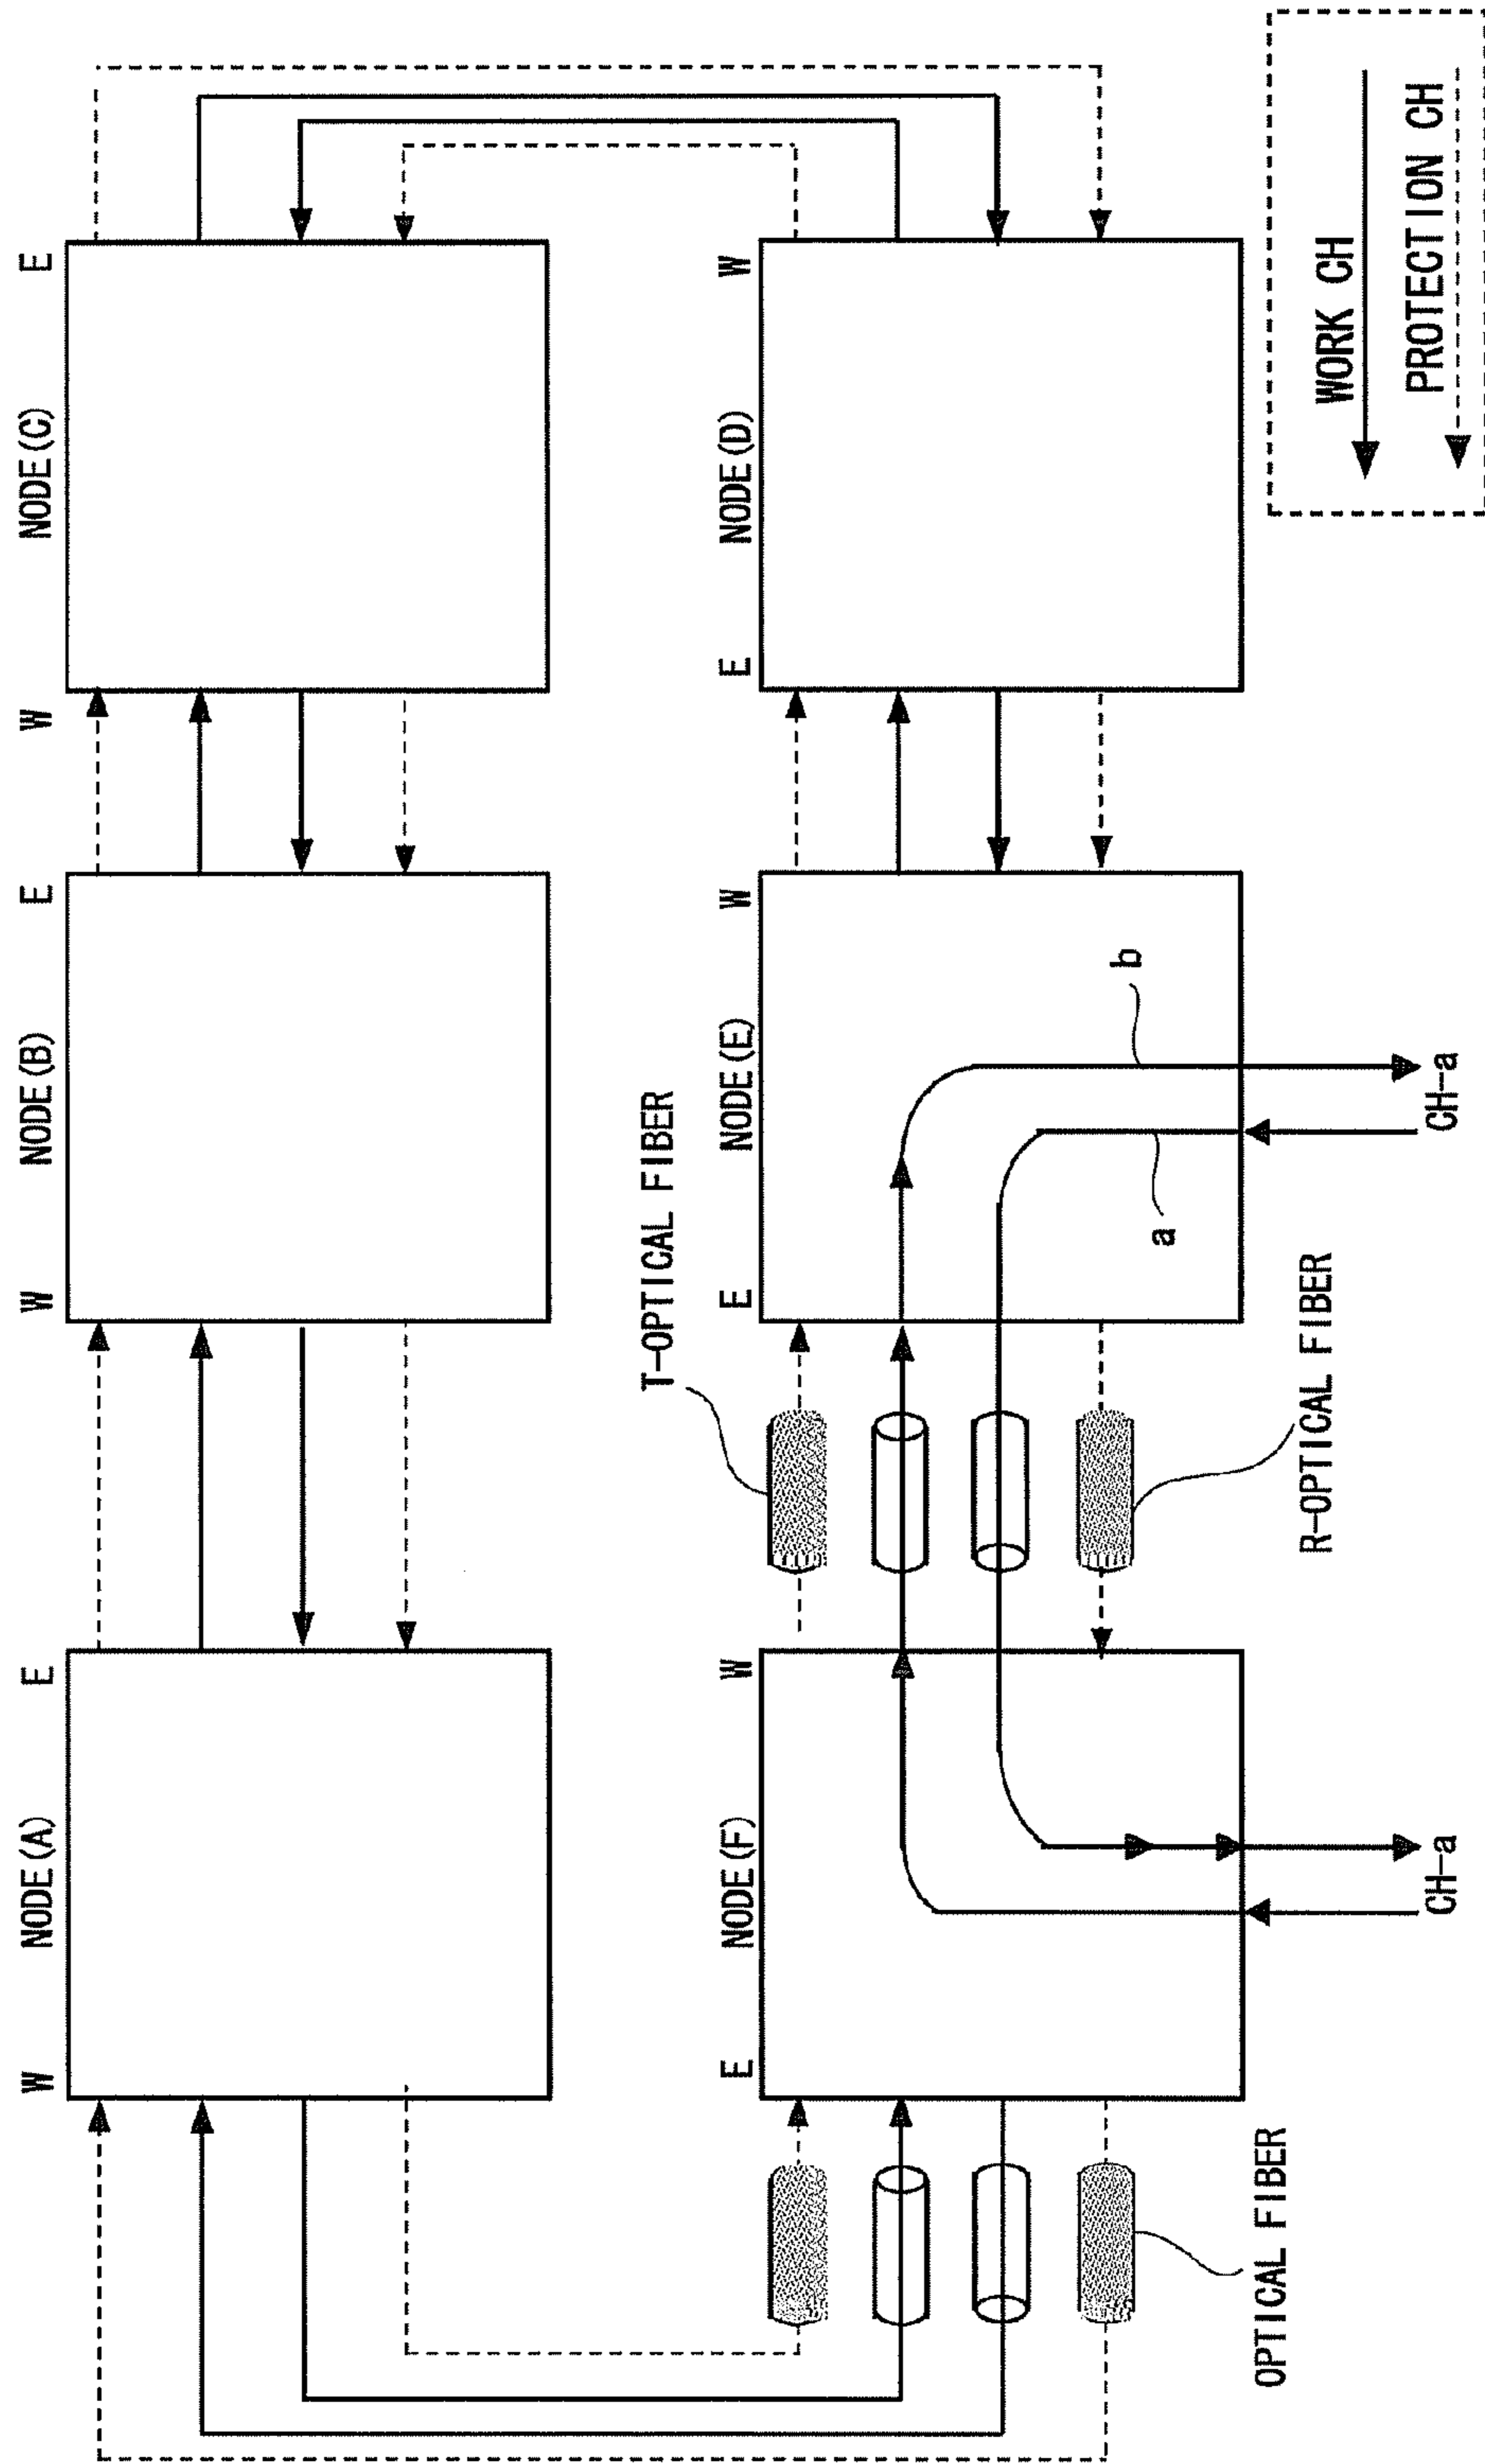 W NODE(A) E
W NODE(B) E
W NODE(C) E
T-OPTICAL FIBER
E NODE(F) W
E NODE(E) W
E NODE(D) W
b
a
OPTICAL FIBER
R-OPTICAL FIBER
CH-a
CH-a
WORK CH
PROTECTION CH